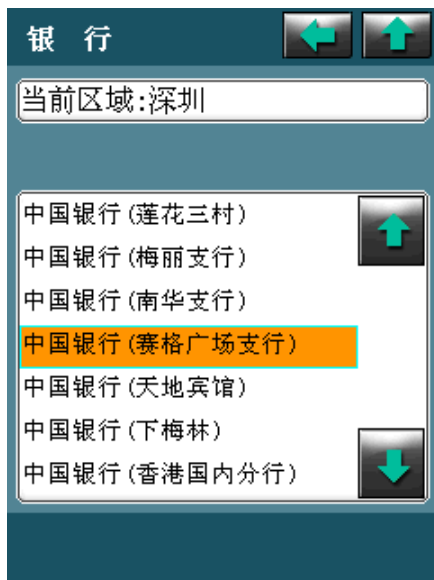 银 行
当前区域:深圳
中国银行(莲花三村)
中国银行(梅丽支行)
中国银行(南华支行)
中国银行(赛格广场支行)
中国银行(天地宾馆)
中国银行(下梅林)
中国银行(香港国内分行)